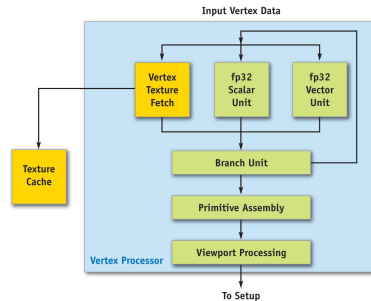 Input Vertex Data
Vertex
Texture
Fetch
fp32
Scalar
Unit
fp32
Vector
Unit
Texture
Cache
Branch Unit
Primitive Assembly
Viewport Processing
Vertex Processor
To Setup